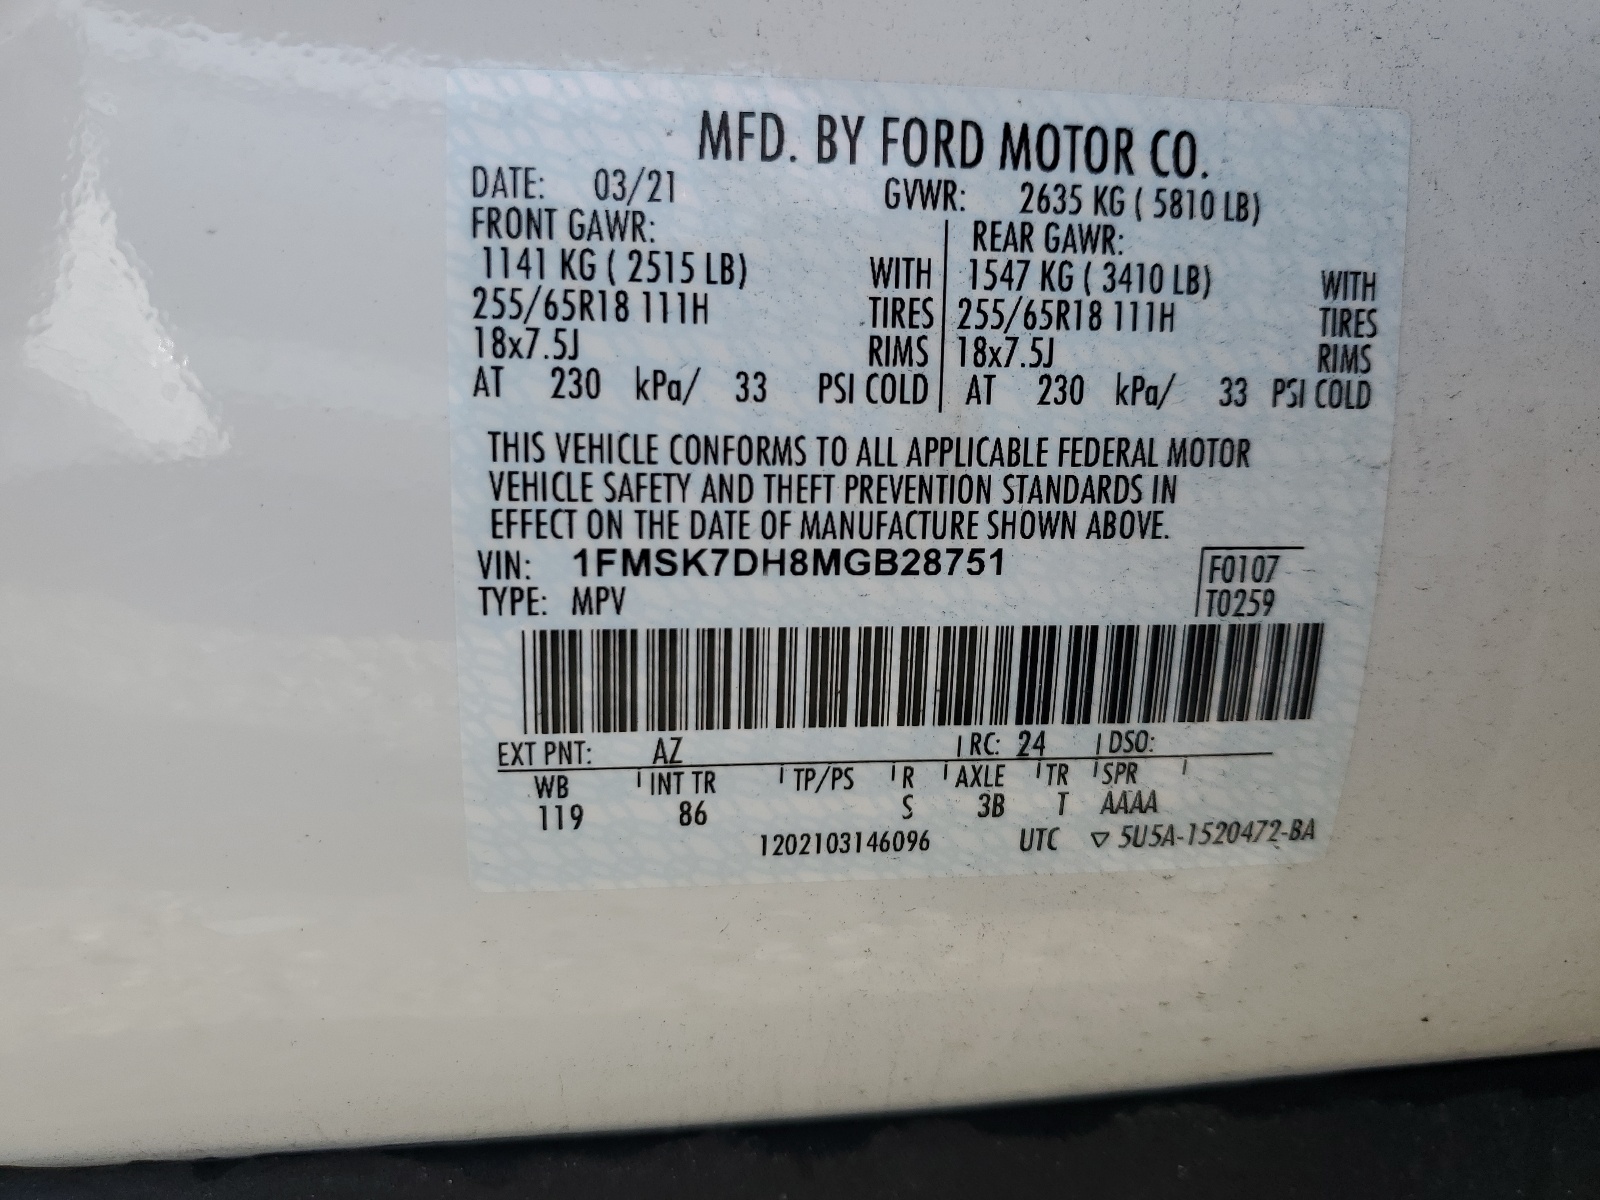 MFD. BY FORD MOTOR CO.
DATE: 03/21 GVWR: 2635 KG ( 5810 LB)
FRONT GAWR: REAR GAWR:
1141 KG ( 2515 LB) WITH 1547 KG ( 3410 LB) WITH
255/65R18 111H TIRES 255/65R18 111H TIRES
18x7.5J RIMS 18x7.5J RIMS
AT 230 kPa/ 33 PSI COLD AT 230 kPa/ 33 PSI COLD
THIS VEHICLE CONFORMS TO ALL APPLICABLE FEDERAL MOTOR
VEHICLE SAFETY AND THEFT PREVENTION STANDARDS IN
EFFECT ON THE DATE OF MANUFACTURE SHOWN ABOVE.
VIN: 1FMSK7DH8MGB28751 F0107
TYPE: MPV T0259
EXT PNT: AZ RC: 24 DSO:
WB INT TR TP/PS R AXLE TR SPR
119 86 S 3B T AAAA
1202103146096 UTC ▽ 5U5A-1520472-BA